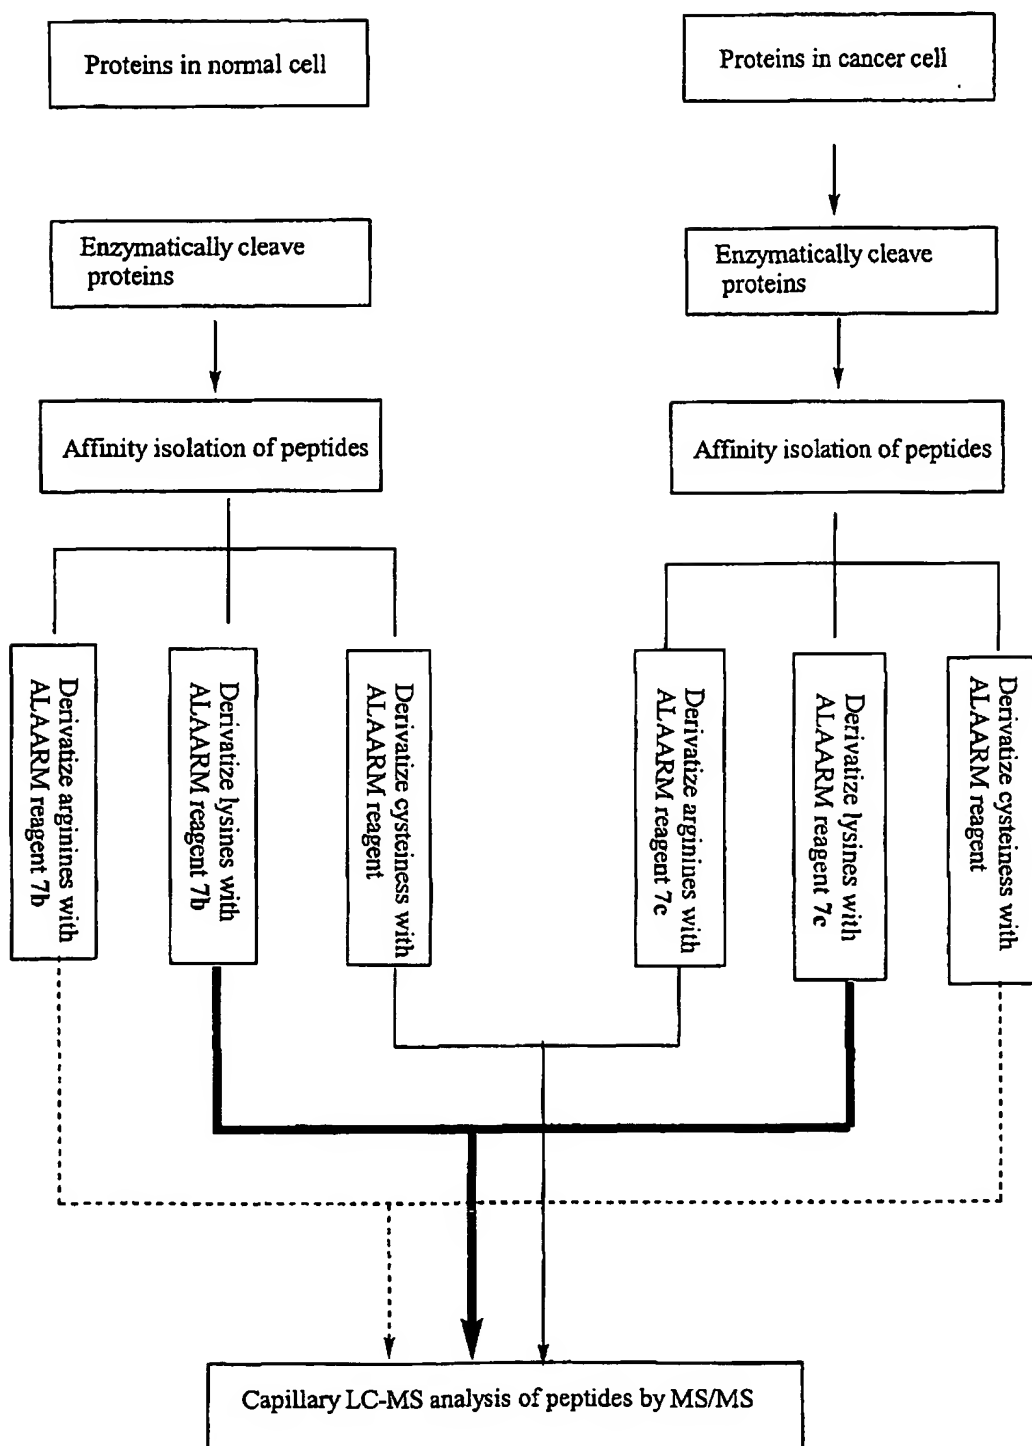 Proteins in normal cell
Proteins in cancer cell
Enzymatically cleave
proteins
Enzymatically cleave
proteins
Affinity isolation of peptides
Affinity isolation of peptides
Derivatize arginines with
ALAARM reagent 7b
Derivatize lysines with
ALAARM reagent 7b
Derivatize cysteiness with
ALAARM reagent
Derivatize arginines with
ALAARM reagent 7c
Derivatize lysines with
ALAARM reagent 7c
Derivatize cysteiness with
ALAARM reagent
Capillary LC-MS analysis of peptides by MS/MS